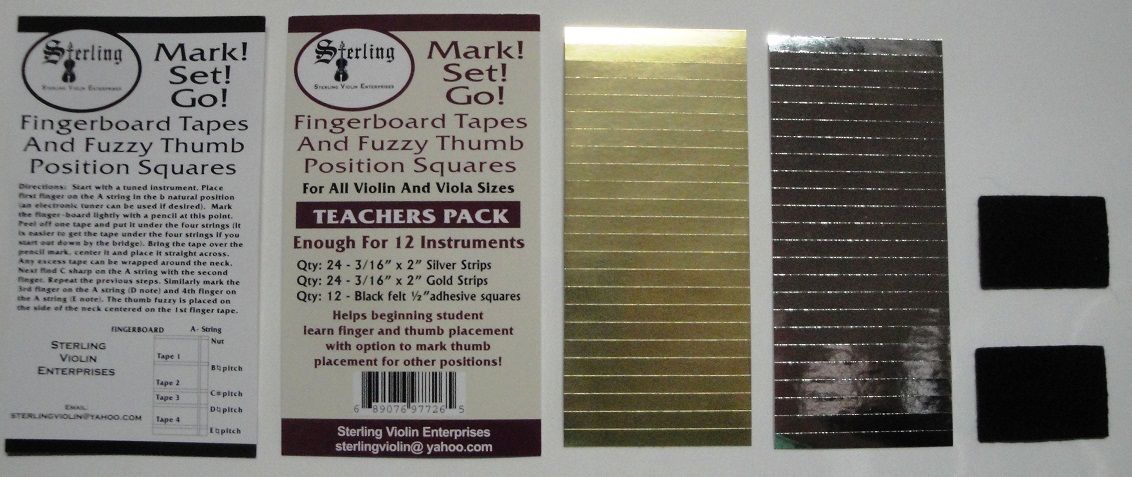 Sterling
STERLING VIOLIN ENTERPRISES
Mark!
Set!
Go!
Fingerboard Tapes
And Fuzzy Thumb
Position Squares
Directions: Start with a tuned instrument. Place
first finger on the A string in the b natural position
(an electronic tuner can be used if desired). Mark
the finger-board lightly with a pencil at this point.
Peel off one tape and put it under the four strings (it
is easier to get the tape under the four strings if you
start out down by the bridge). Bring the tape over the
pencil mark, center it and place it straight across.
Any excess tape can be wrapped around the neck.
Next find C sharp on the A string with the second
finger. Repeat the previous steps. Similarly mark the
3rd finger on the A string (D note) and 4th finger on
the A string (E note). The thumb fuzzy is placed on
the side of the neck centered on the 1st finger tape.
FINGERBOARD A- String
Nut
STERLING
VIOLIN
ENTERPRISES
Tape 1
B♮pitch
Tape 2
C#pitch
Tape 3
D♮pitch
Tape 4
E♮pitch
EMAIL:
STERLINGVIOLIN@YAHOO.COM
Sterling
STERLING VIOLIN ENTERPRISES
Mark!
Set!
Go!
Fingerboard Tapes
And Fuzzy Thumb
Position Squares
For All Violin And Viola Sizes
TEACHERS PACK
Enough For 12 Instruments
Qty: 24 - 3/16" x 2" Silver Strips
Qty: 24 - 3/16" x 2" Gold Strips
Qty: 12 - Black felt ½"adhesive squares
Helps beginning student
learn finger and thumb placement
with option to mark thumb
placement for other positions!
6 89076 97726 5
Sterling Violin Enterprises
sterlingviolin@ yahoo.com